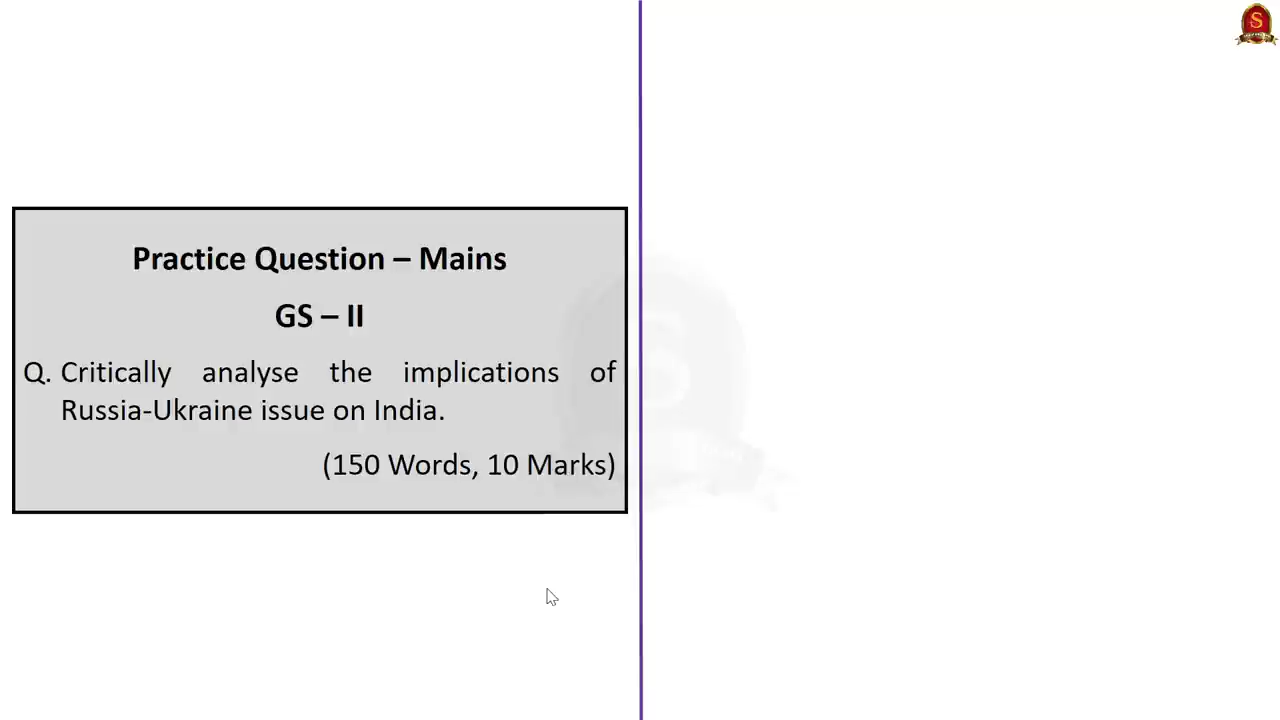 Practice Question – Mains
GS – II
Q. Critically analyse the implications of
Russia-Ukraine issue on India.
(150 Words, 10 Marks)
S